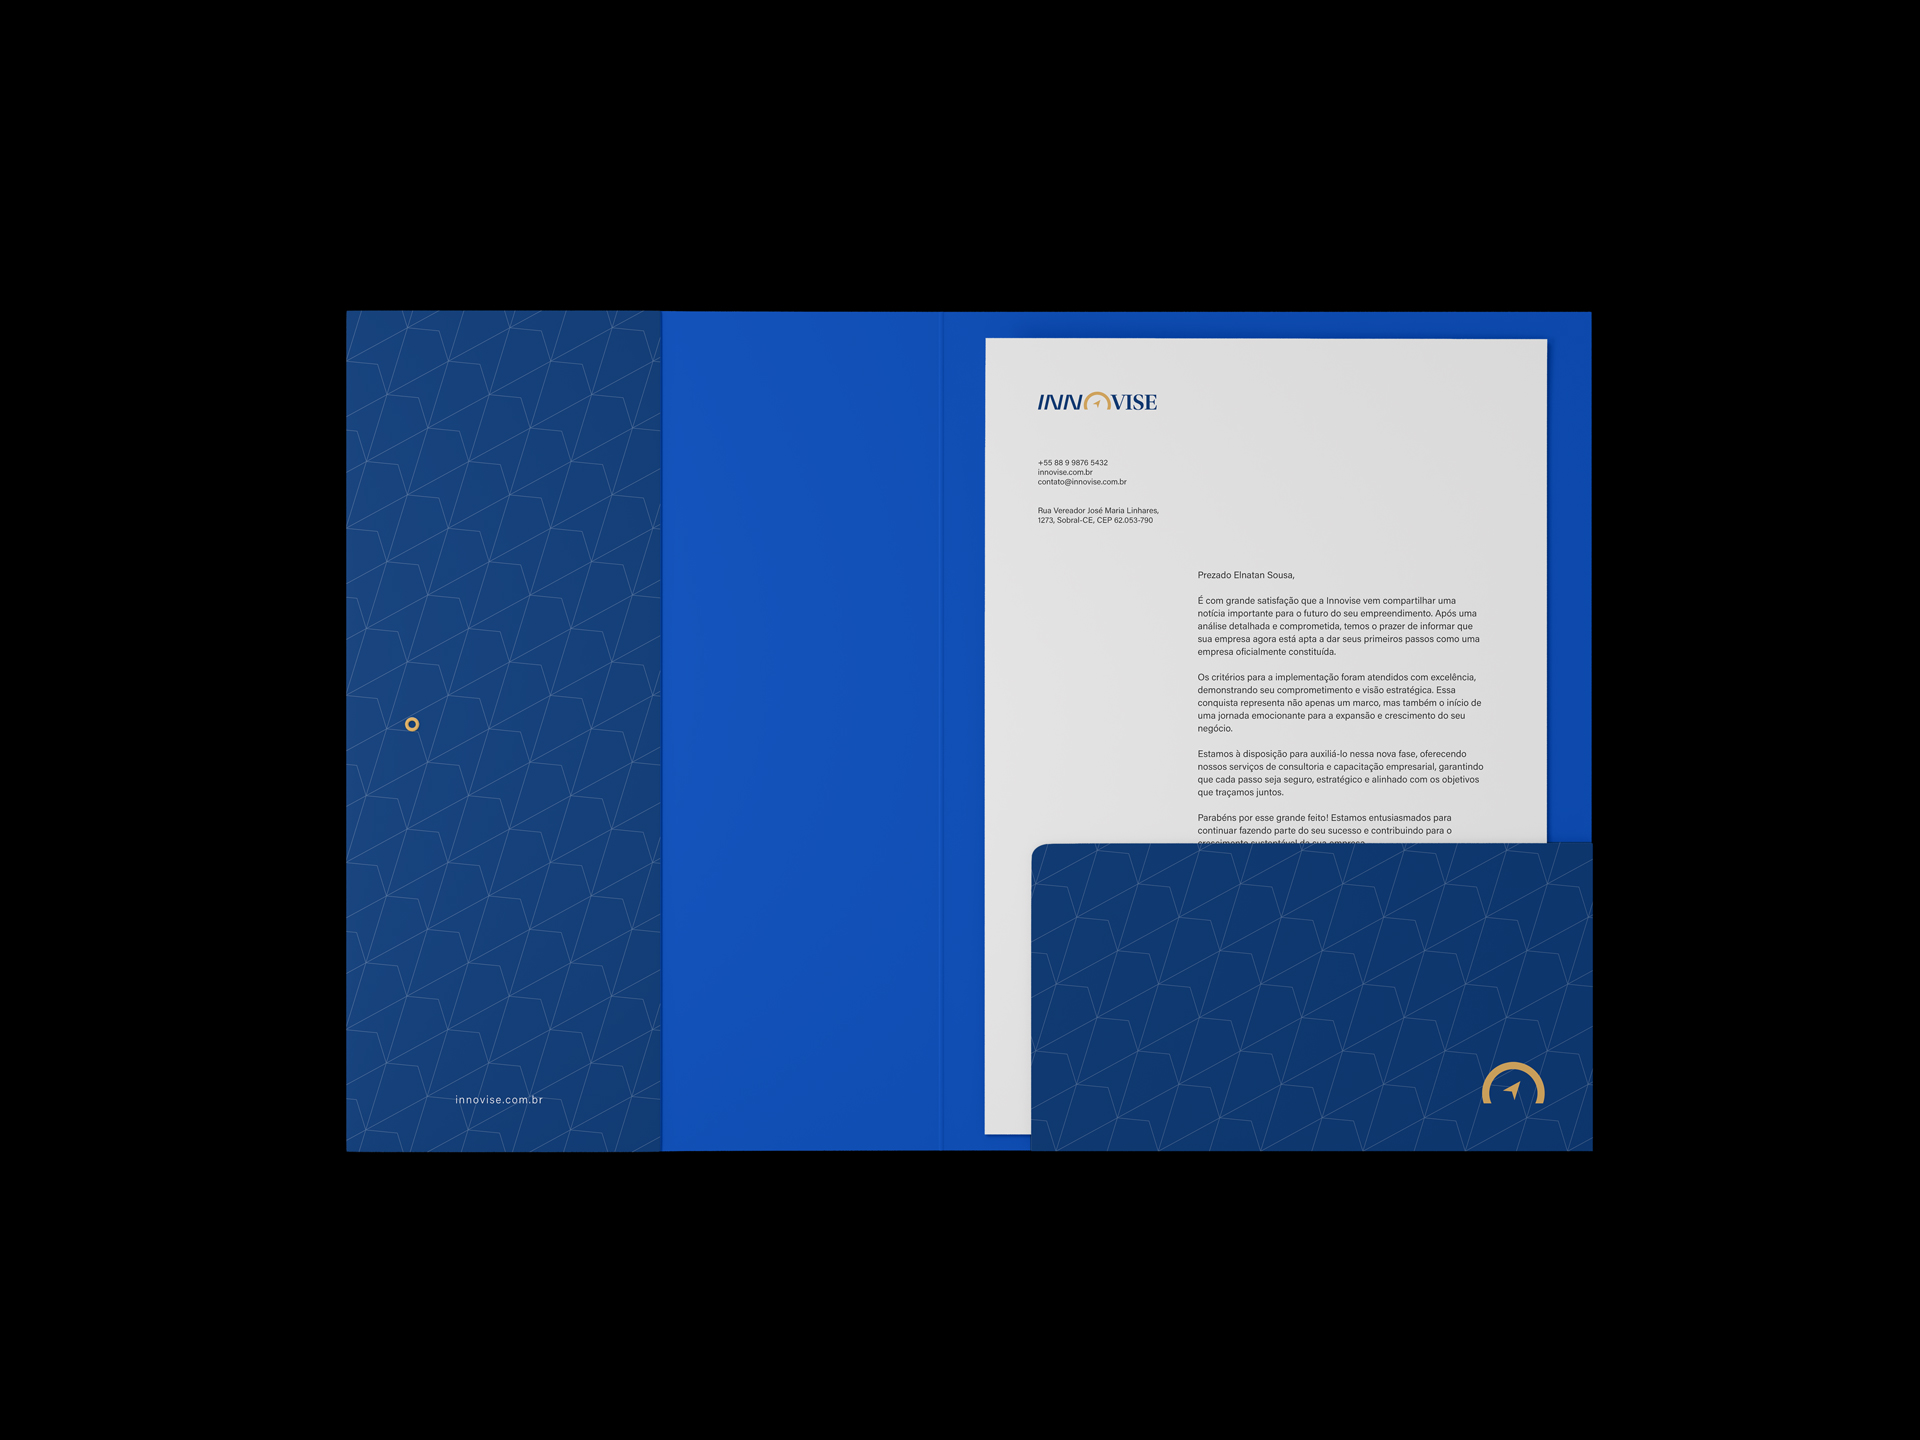 INNOVISE
+55 88 9 9876 5432
innovise.com.br
contato@innovise.com.br
Rua Vereador José Maria Linhares,
1273, Sobral-CE, CEP 62.053-790
Prezado Elnatan Sousa,
É com grande satisfação que a Innovise vem compartilhar uma
notícia importante para o futuro do seu empreendimento. Após uma
análise detalhada e comprometida, temos o prazer de informar que
sua empresa agora está apta a dar seus primeiros passos como uma
empresa oficialmente constituída.
Os critérios para a implementação foram atendidos com excelência,
demonstrando seu comprometimento e visão estratégica. Essa
conquista representa não apenas um marco, mas também o início de
uma jornada emocionante para a expansão e crescimento do seu
negócio.
Estamos à disposição para auxiliá-lo nessa nova fase, oferecendo
nossos serviços de consultoria e capacitação empresarial, garantindo
que cada passo seja seguro, estratégico e alinhado com os objetivos
que traçamos juntos.
Parabéns por esse grande feito! Estamos entusiasmados para
continuar fazendo parte do seu sucesso e contribuindo para o
crescimento sustentável da sua empresa.
innovise.com.br